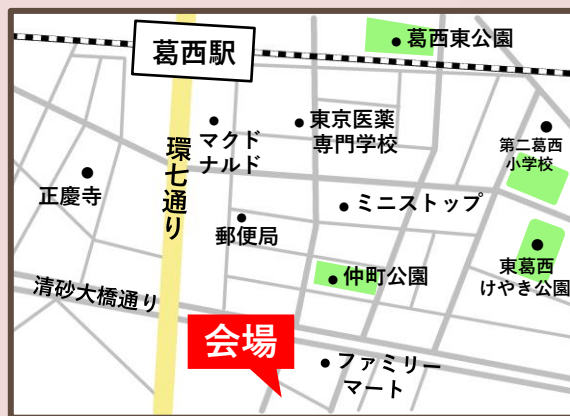 葛西駅
葛西東公園
マクド
ナルド
東京医薬
専門学校
第二葛西
小学校
環七通り
正慶寺
ミニストップ
郵便局
東葛西
けやき公園
仲町公園
清砂大橋通り
会場
ファミリー
マート